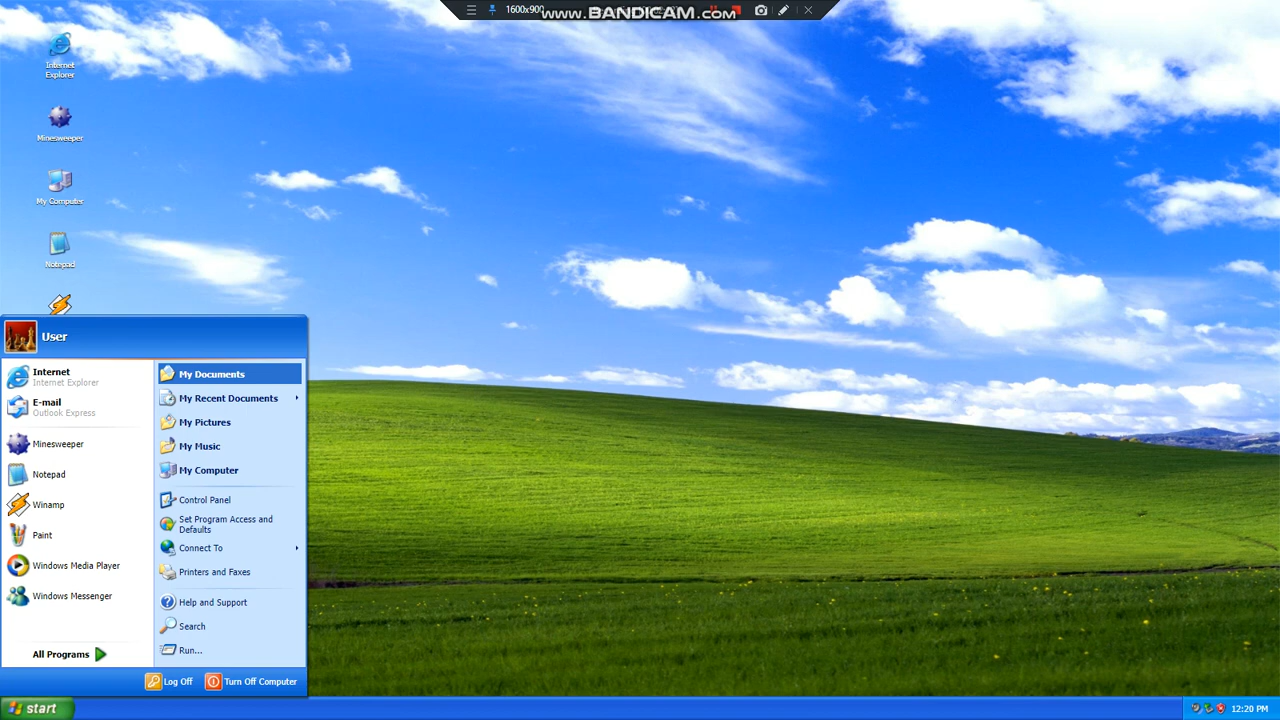 1600x900
www.BANDICAM.com
Internet
Explorer
Minesweeper
My Computer
Notepad
User
Internet
Internet Explorer
E-mail
Outlook Express
Minesweeper
Notepad
Winamp
Paint
Windows Media Player
Windows Messenger
All Programs
My Documents
My Recent Documents
My Pictures
My Music
My Computer
Control Panel
Set Program Access and
Defaults
Connect To
Printers and Faxes
Help and Support
Search
Run...
Log Off
Turn Off Computer
start
12:20 PM